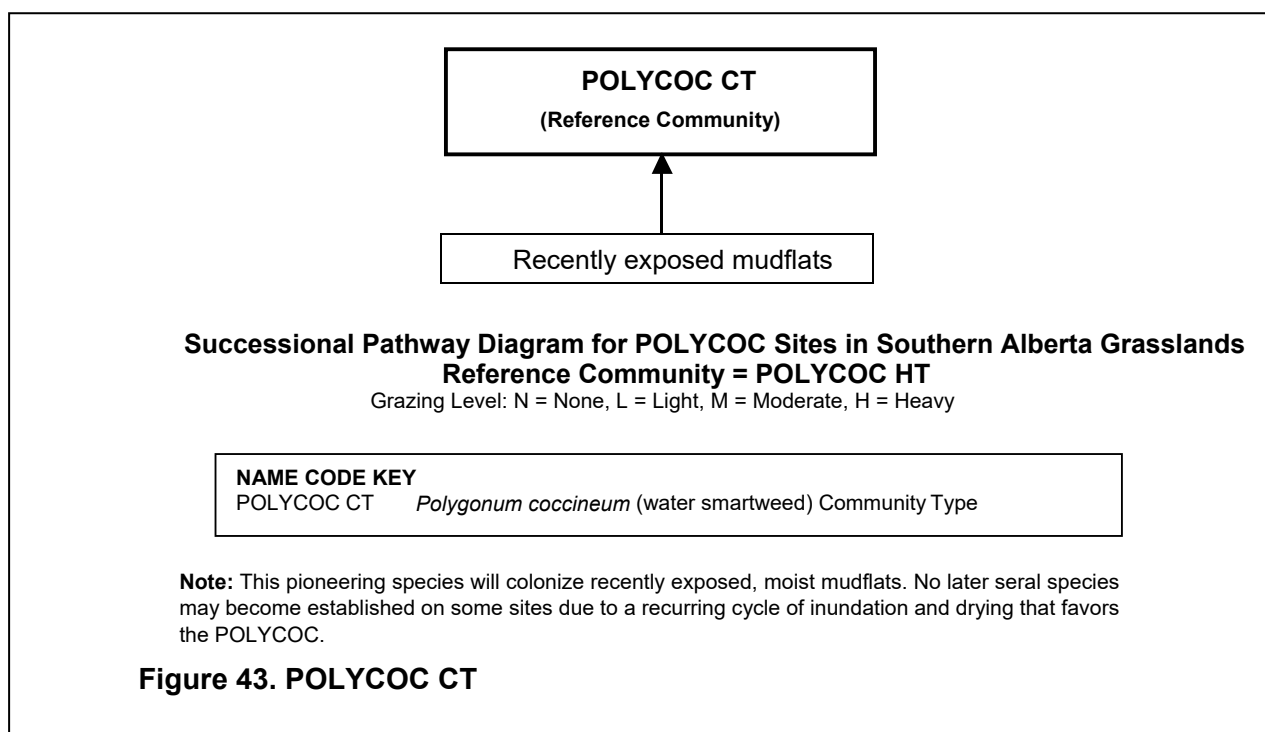 POLYCOC CT
(Reference Community)
Recently exposed mudflats
Successional Pathway Diagram for POLYCOC Sites in Southern Alberta Grasslands
Reference Community = POLYCOC HT
Grazing Level: N = None, L = Light, M = Moderate, H = Heavy
NAME CODE KEY
POLYCOC CT Polygonum coccineum (water smartweed) Community Type
Note: This pioneering species will colonize recently exposed, moist mudflats. No later seral species
may become established on some sites due to a recurring cycle of inundation and drying that favors
the POLYCOC.
Figure 43. POLYCOC CT